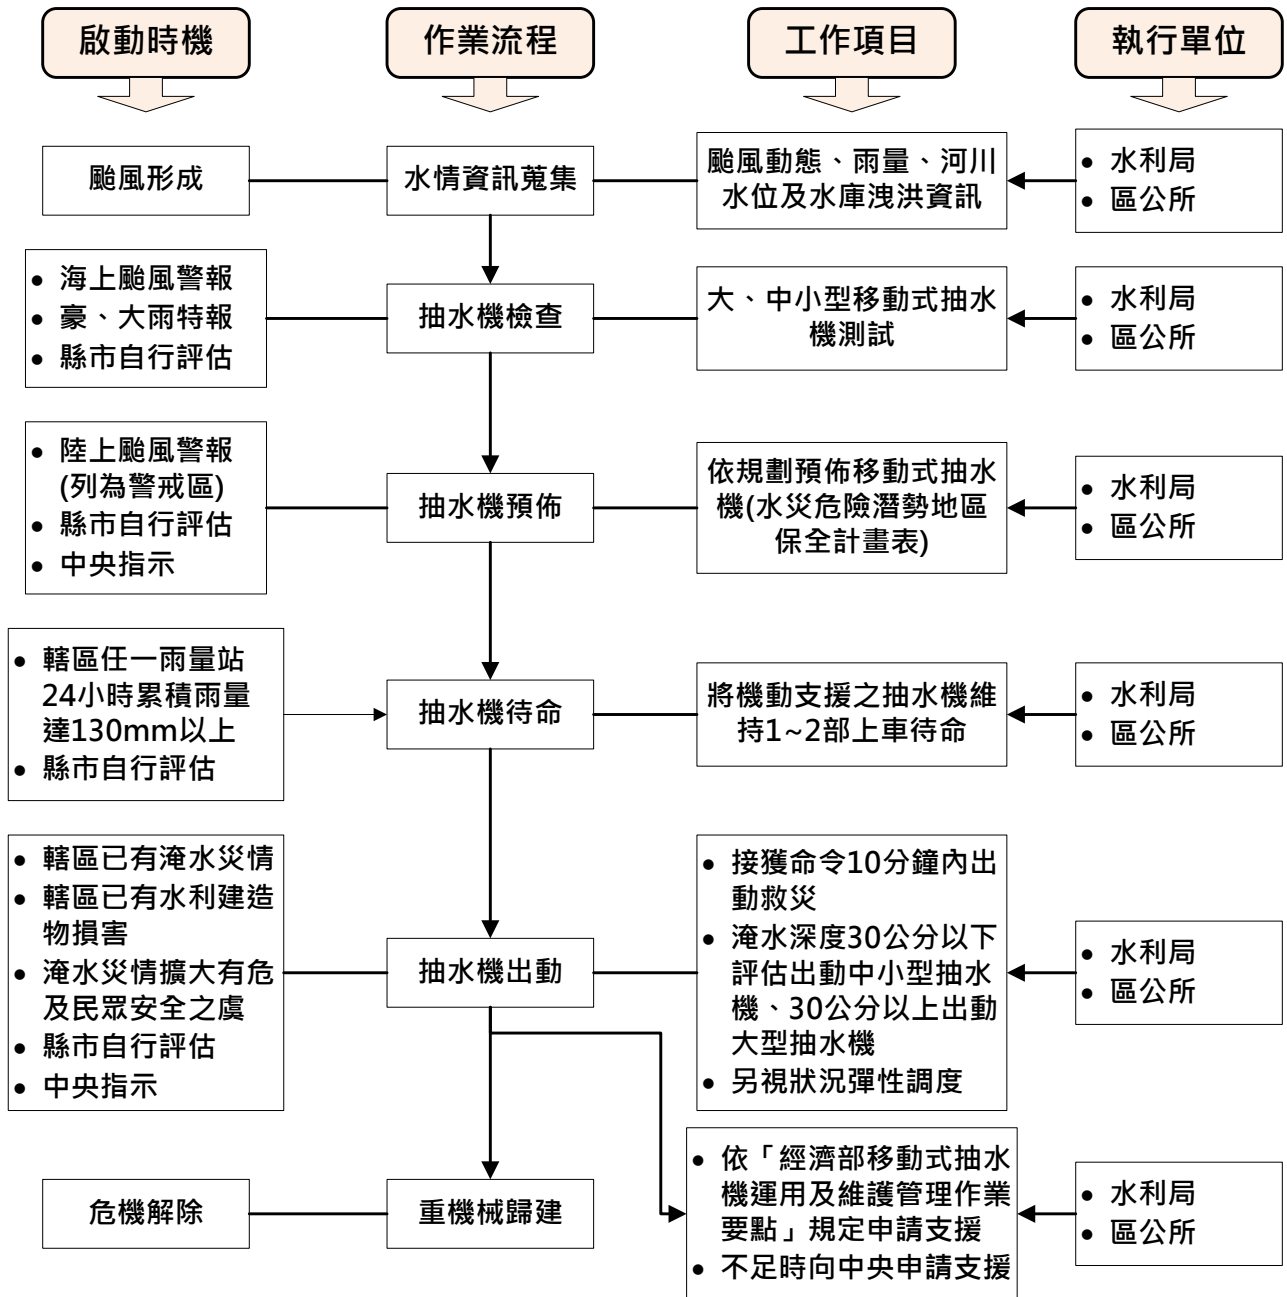 啟動時機
作業流程
工作項目
執行單位
颱風形成
水情資訊蒐集
颱風動態、雨量、河川
水位及水庫洩洪資訊
• 水利局
• 區公所
• 海上颱風警報
• 豪、大雨特報
• 縣市自行評估
抽水機檢查
大、中小型移動式抽水
機測試
• 水利局
• 區公所
• 陸上颱風警報
(列為警戒區)
• 縣市自行評估
• 中央指示
抽水機預佈
依規劃預佈移動式抽水
機(水災危險潛勢地區
保全計畫表)
• 水利局
• 區公所
• 轄區任一雨量站
24小時累積雨量
達130mm以上
• 縣市自行評估
抽水機待命
將機動支援之抽水機維
持1~2部上車待命
• 水利局
• 區公所
• 轄區已有淹水災情
• 轄區已有水利建造
物損害
• 淹水災情擴大有危
及民眾安全之虞
• 縣市自行評估
• 中央指示
抽水機出動
• 接獲命令10分鐘內出
動救災
• 淹水深度30公分以下
評估出動中小型抽水
機、30公分以上出動
大型抽水機
• 另視狀況彈性調度
• 水利局
• 區公所
危機解除
重機械歸建
• 依「經濟部移動式抽水
機運用及維護管理作業
要點」規定申請支援
• 不足時向中央申請支援
• 水利局
• 區公所